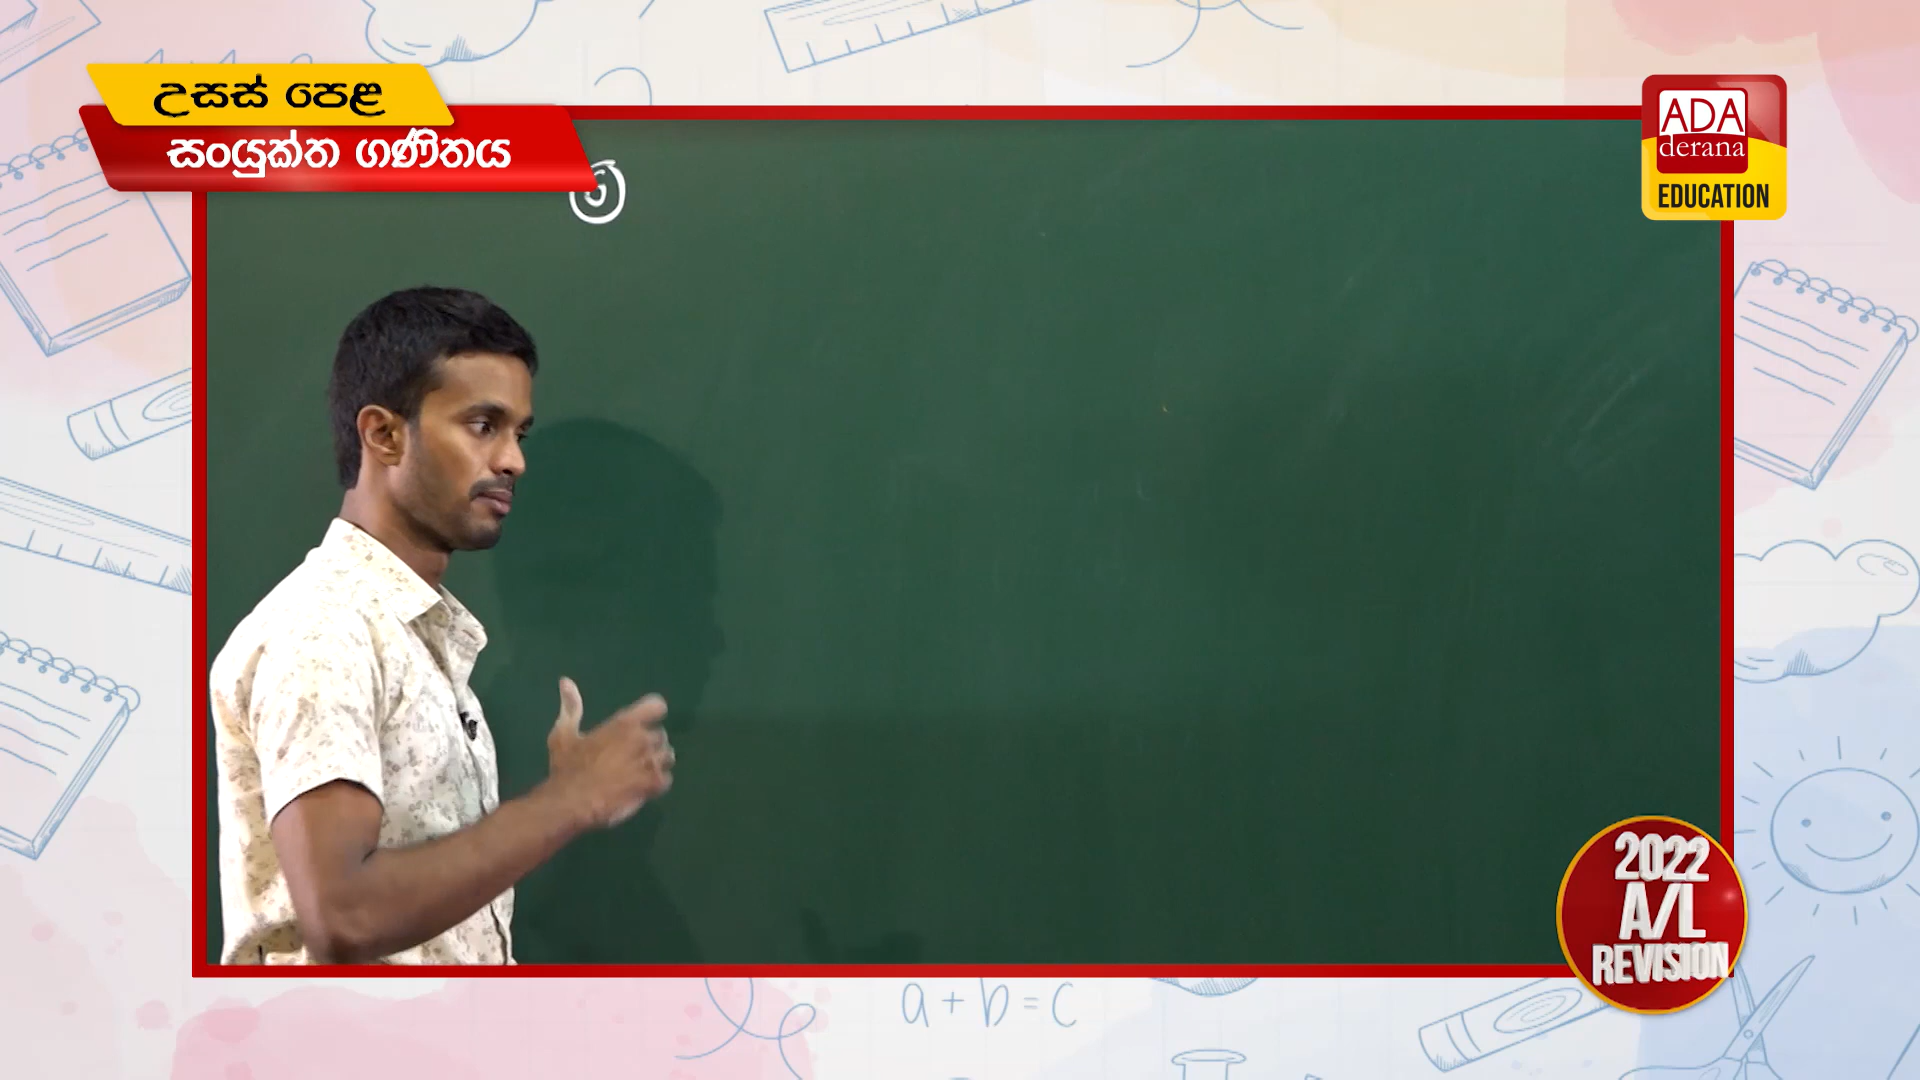 උසස් පෙළ
සංයුක්ත ගණිතය
ADA
derana
EDUCATION
2022
A/L
REVISION
a + b = c